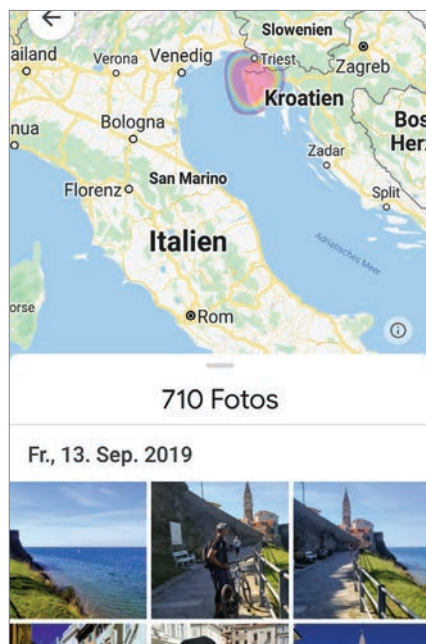 Slowenien
ailand
Verona
Venedig
Triest
Zagreb
Kroatien
nua
Bologna
Bos
Herz
Zadar
Florenz
San Marino
Split
Italien
Adriatisches Meer
orse
Rom
710 Fotos
Fr., 13. Sep. 2019